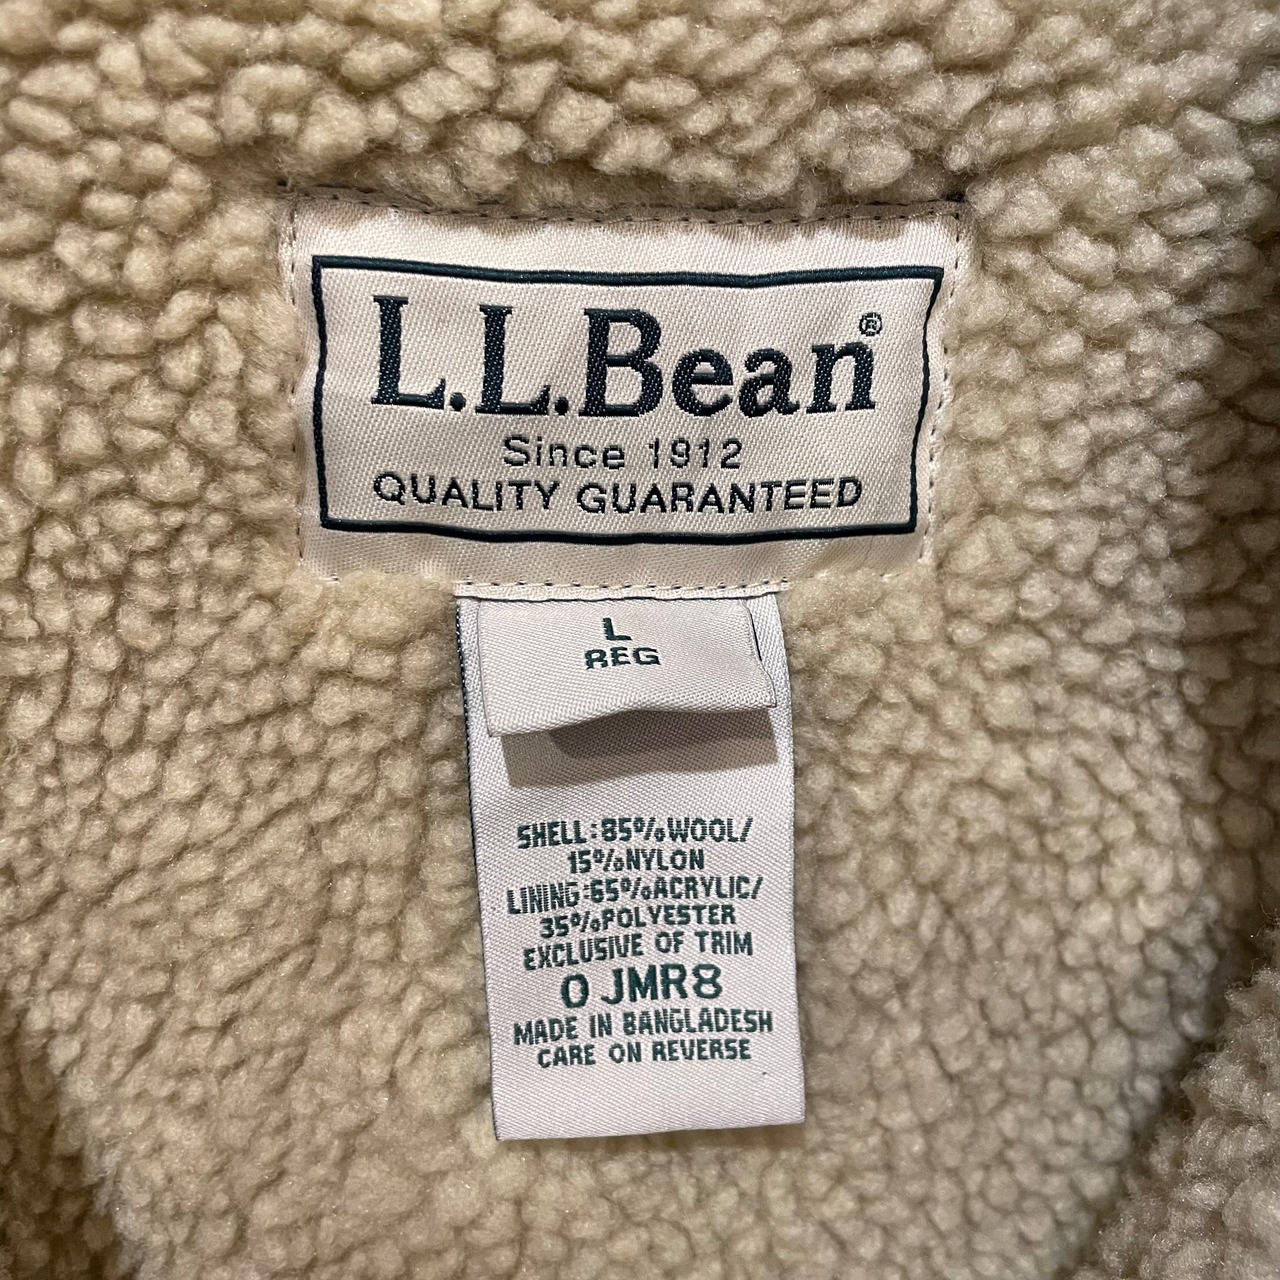 L.L.Bean®
Since 1912
QUALITY GUARANTEED
L
REG
SHELL:85%WOOL/
15%NYLON
LINING:65%ACRYLIC/
35%POLYESTER
EXCLUSIVE OF TRIM
0 JMR8
MADE IN BANGLADESH
CARE ON REVERSE